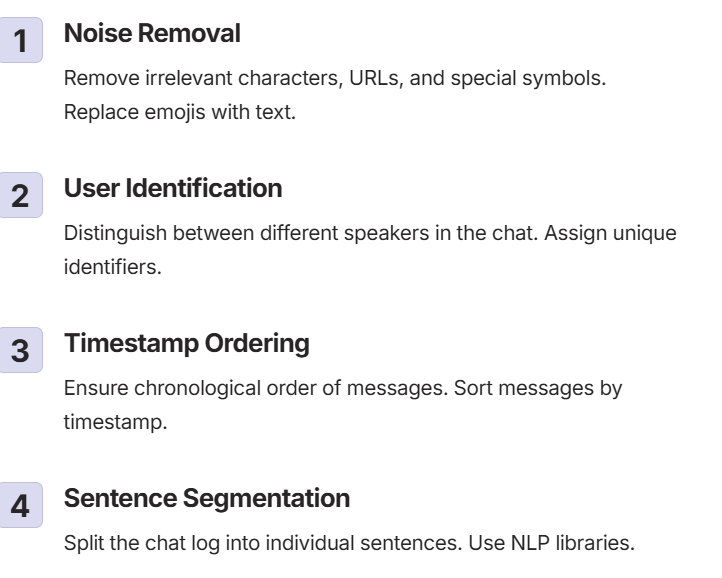 1
Noise Removal
Remove irrelevant characters, URLs, and special symbols.
Replace emojis with text.
2
User Identification
Distinguish between different speakers in the chat. Assign unique
identifiers.
3
Timestamp Ordering
Ensure chronological order of messages. Sort messages by
timestamp.
4
Sentence Segmentation
Split the chat log into individual sentences. Use NLP libraries.